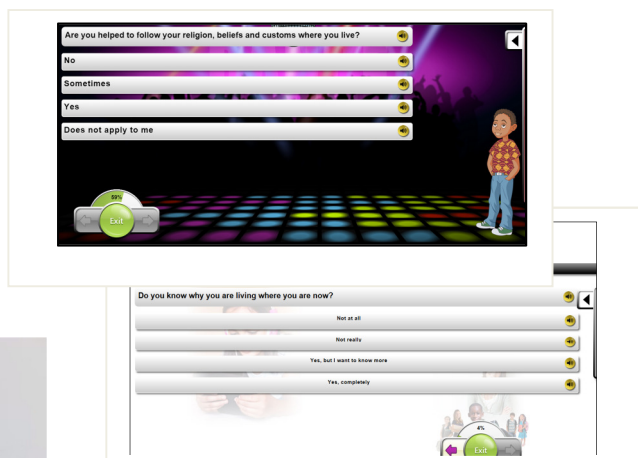 Are you helped to follow your religion, beliefs and customs where you live?
No
Sometimes
Yes
Does not apply to me
69%
Exit
Do you know why you are living where you are now?
Not at all
Not really
Yes, but I want to know more
Yes, completely
4%
Exit